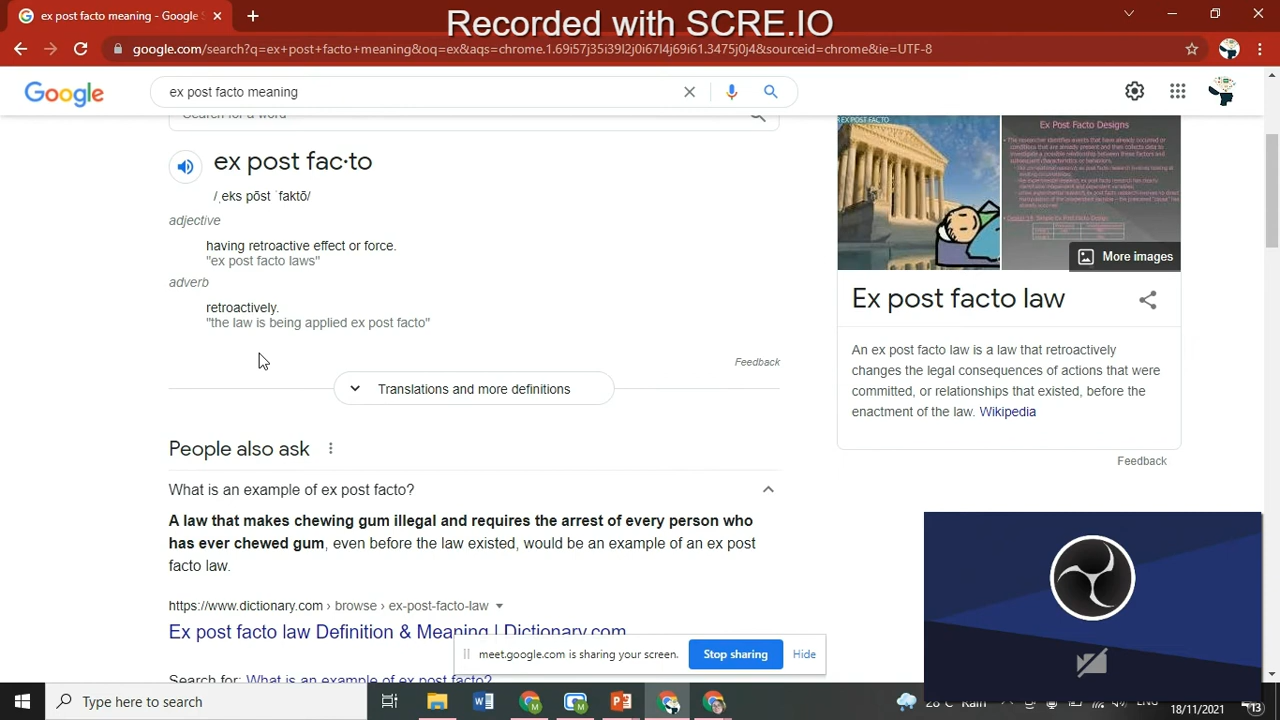 ex post facto meaning - Google S
Recorded with SCRE.IO
google.com/search?q=ex+post+facto+meaning&oq=ex&aqs=chrome.1.69i57j35i39l2j0i67l4j69i61.3475j0j4&sourceid=chrome&ie=UTF-8
Google
ex post facto meaning
Search for a word
ex post fac·to
/ˌeks pōst ˈfaktō/
adjective
having retroactive effect or force.
"ex post facto laws"
adverb
retroactively.
"the law is being applied ex post facto"
Feedback
Translations and more definitions
People also ask
What is an example of ex post facto?
A law that makes chewing gum illegal and requires the arrest of every person who
has ever chewed gum, even before the law existed, would be an example of an ex post
facto law.
https://www.dictionary.com › browse › ex-post-facto-law
Ex post facto law Definition & Meaning | Dictionary.com
Search for: What is an example of ex post facto?
EX POST FACTO
Ex Post Facto Designs
More images
Ex post facto law
An ex post facto law is a law that retroactively
changes the legal consequences of actions that were
committed, or relationships that existed, before the
enactment of the law. Wikipedia
Feedback
meet.google.com is sharing your screen.
Stop sharing
Hide
Type here to search
28°C Rain
18/11/2021
13